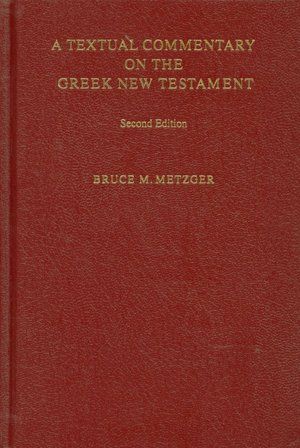 A TEXTUAL COMMENTARY
ON THE
GREEK NEW TESTAMENT
Second Edition
BRUCE M. METZGER